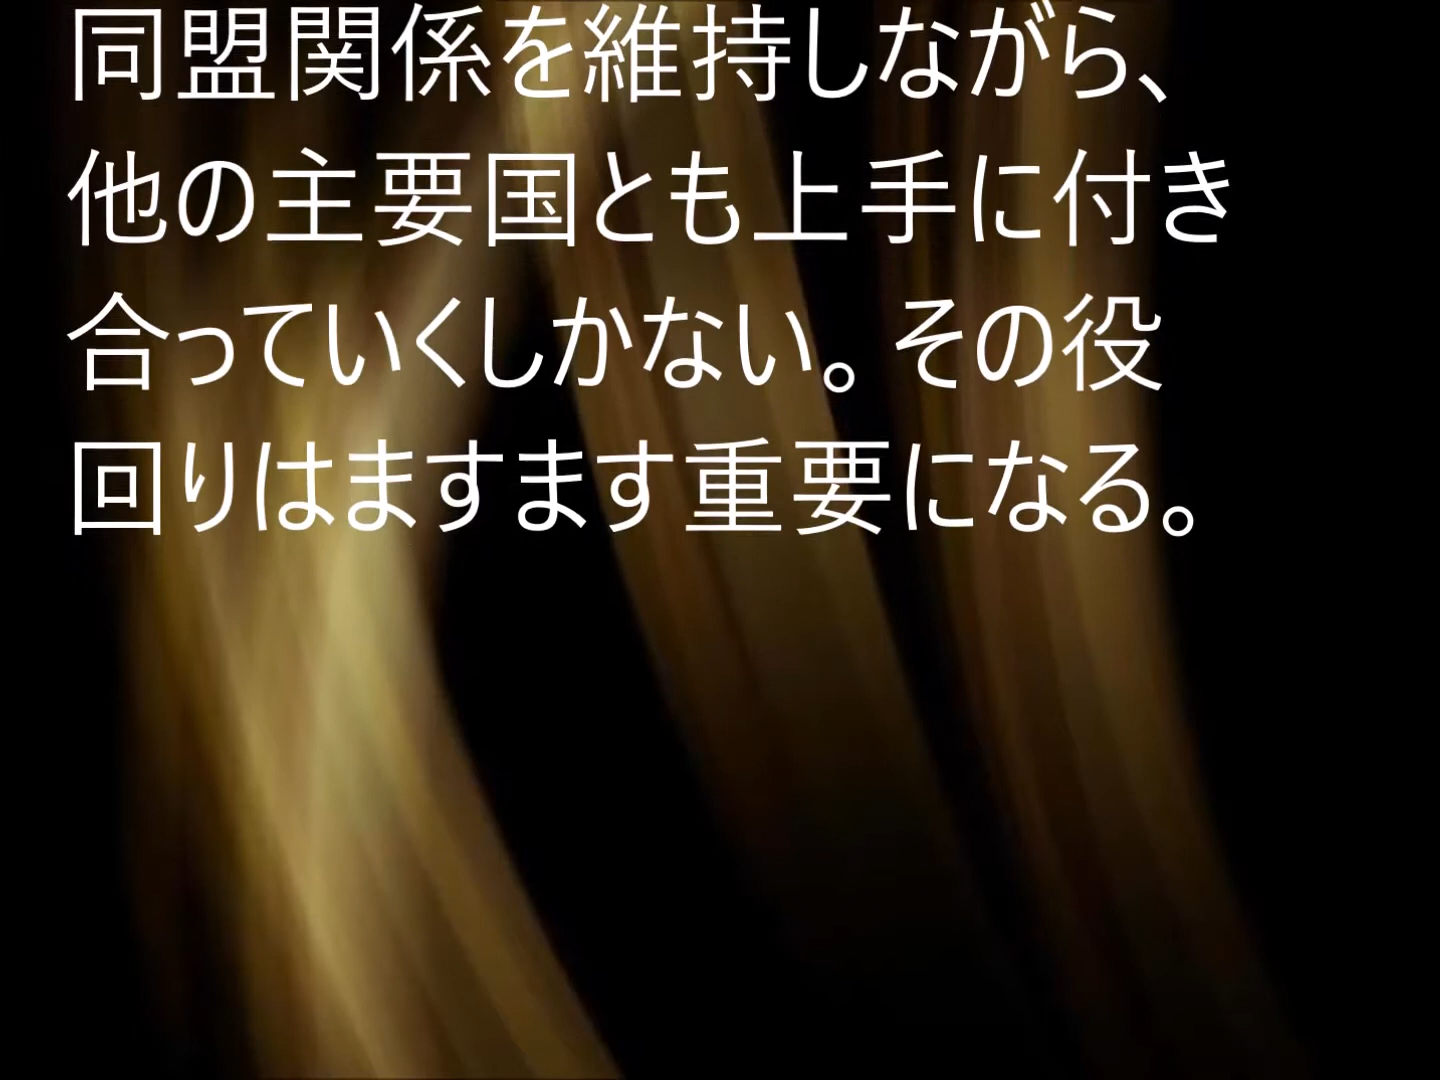 同盟関係を維持しながら、
他の主要国とも上手に付き
合っていくしかない。その役
回りはますます重要になる。